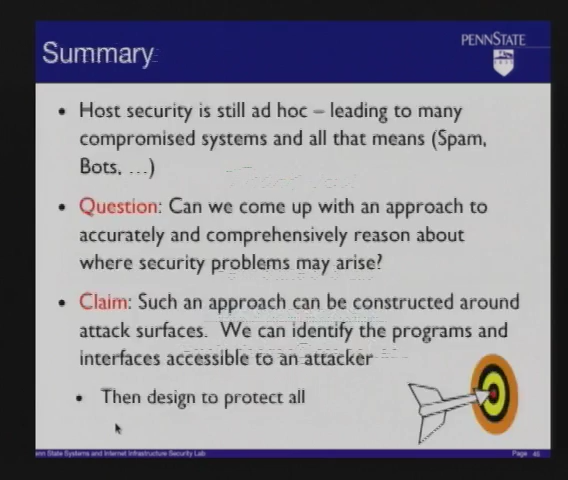 Summary
PENNSTATE
• Host security is still ad hoc – leading to many
compromised systems and all that means (Spam,
Bots, …)
• Question: Can we come up with an approach to
accurately and comprehensively reason about
where security problems may arise?
• Claim: Such an approach can be constructed around
attack surfaces. We can identify the programs and
interfaces accessible to an attacker
• Then design to protect all
nn State Systems and Internet Infrastructure Security Lab
Page